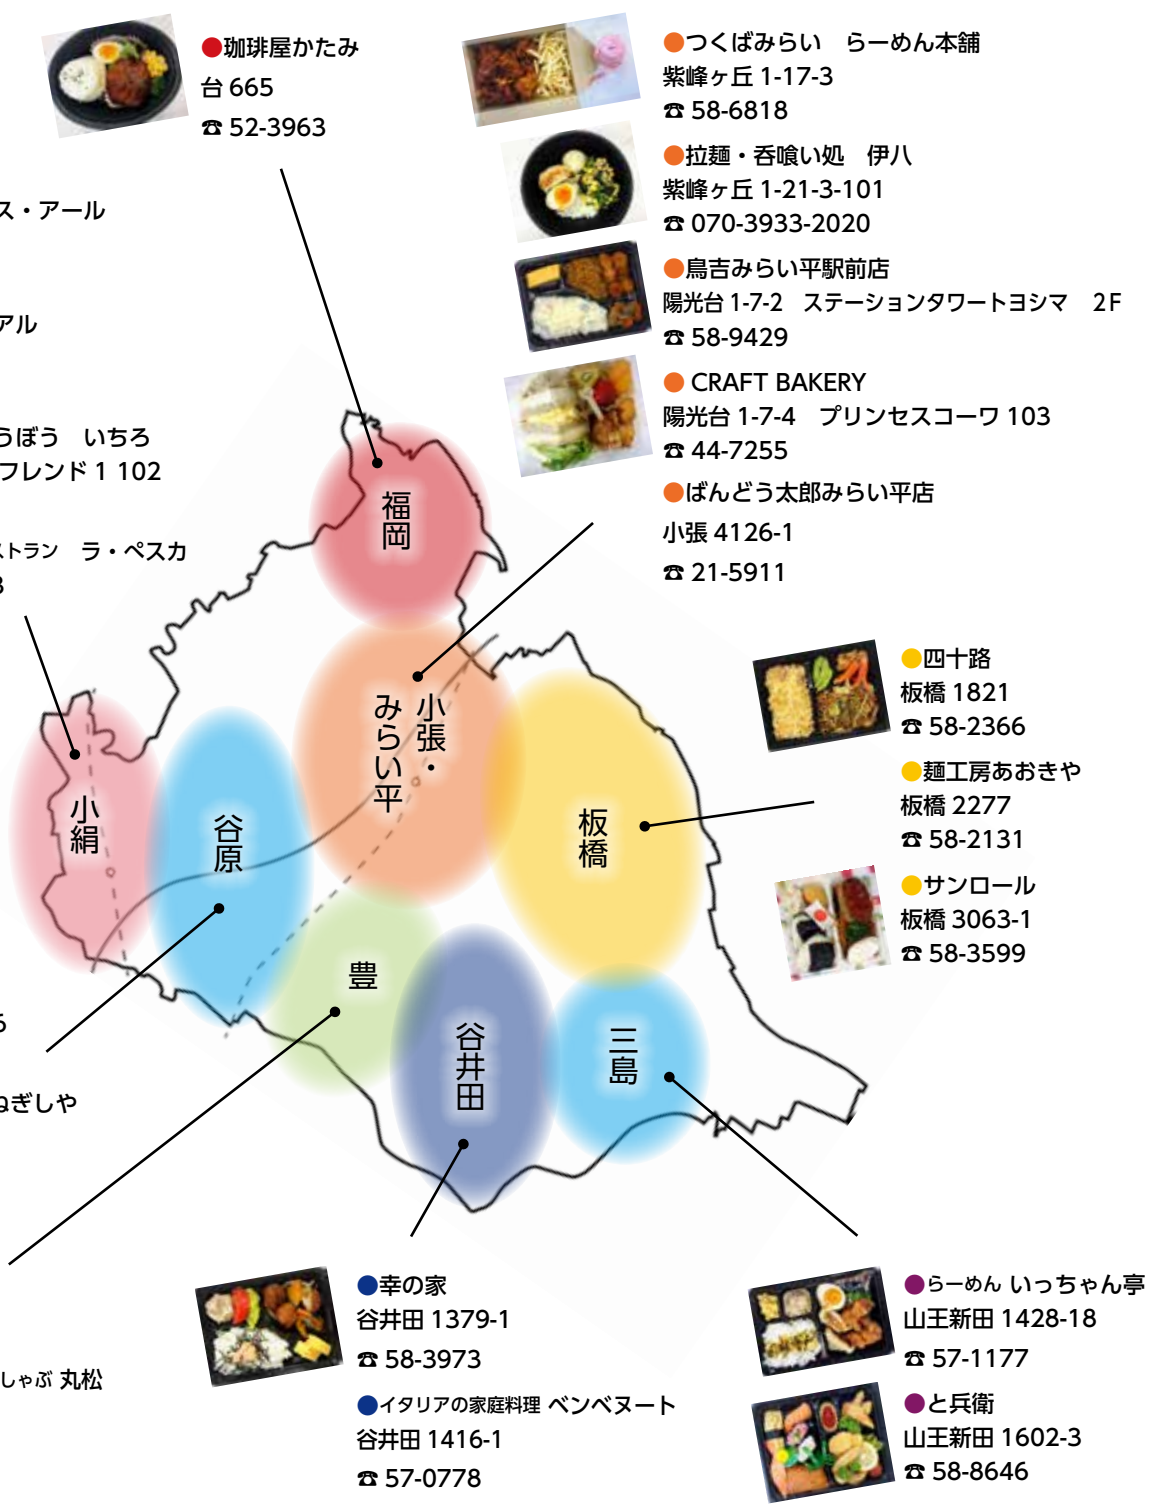 ●珈琲屋かたみ
台 665
☎ 52-3963
●つくばみらい　らーめん本舗
紫峰ヶ丘 1-17-3
☎ 58-6818
●拉麺・呑喰い処　伊八
紫峰ヶ丘 1-21-3-101
☎ 070-3933-2020
●鳥吉みらい平駅前店
陽光台 1-7-2　ステーションタワートヨシマ　2F
☎ 58-9429
● CRAFT BAKERY
陽光台 1-7-4　プリンセスコーワ 103
☎ 44-7255
●ばんどう太郎みらい平店
小張 4126-1
☎ 21-5911
ス・アール
アル
うぼう　いちろ
フレンド 1 102
ストラン　ラ・ペスカ
3
福岡
小張・
みらい平
小絹
谷原
板橋
豊
谷井田
三島
●四十路
板橋 1821
☎ 58-2366
●麺工房あおきや
板橋 2277
☎ 58-2131
●サンロール
板橋 3063-1
☎ 58-3599
6
ねぎしや
しゃぶ 丸松
●幸の家
谷井田 1379-1
☎ 58-3973
●イタリアの家庭料理 ベンベヌート
谷井田 1416-1
☎ 57-0778
●らーめん いっちゃん亭
山王新田 1428-18
☎ 57-1177
●と兵衛
山王新田 1602-3
☎ 58-8646